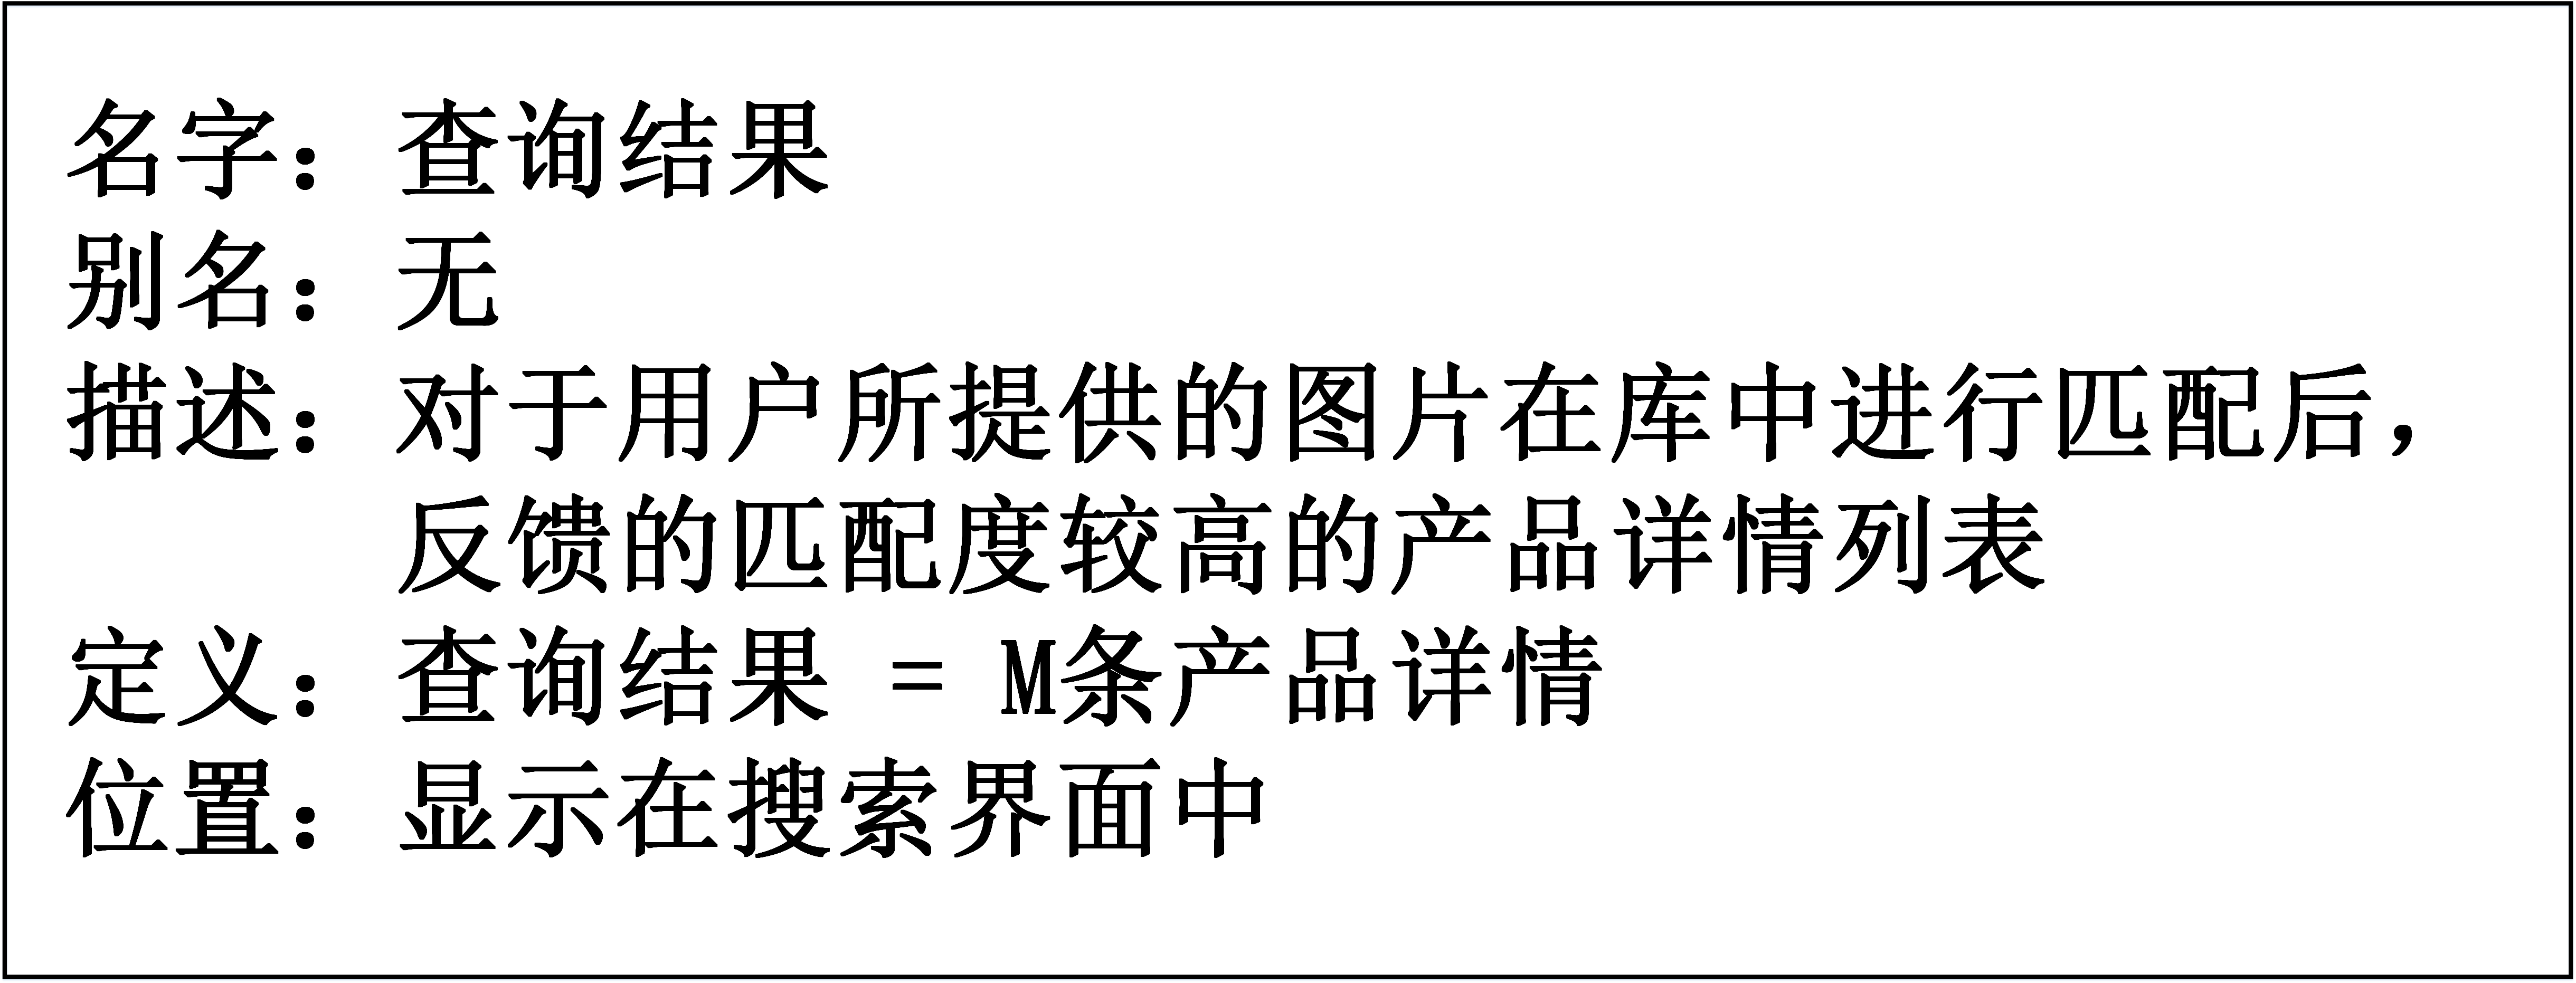 名字：查询结果
别名：无
描述：对于用户所提供的图片在库中进行匹配后，
反馈的匹配度较高的产品详情列表
定义：查询结果 = M条产品详情
位置：显示在搜索界面中